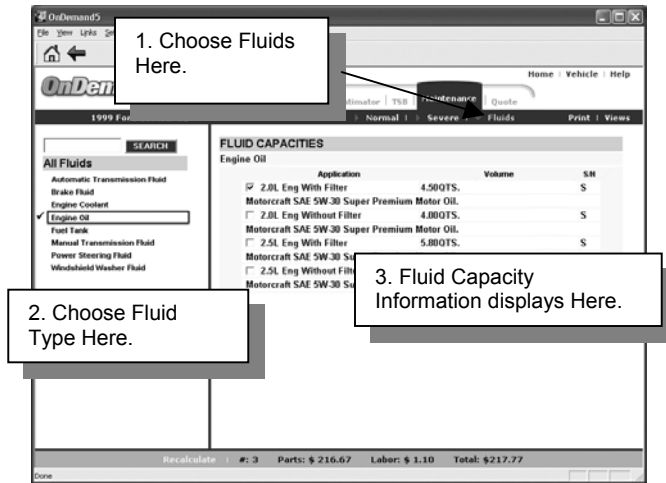 OnDemand5
File View Links
1. Choose Fluids
Here.
Home | Vehicle | Help
TSB | Maintenance | Quote
1999
Normal | Severe | Fluids
Print | Views
SEARCH
All Fluids
Automatic Transmission Fluid
Brake Fluid
Engine Coolant
Engine Oil
Fuel Tank
Manual Transmission Fluid
Power Steering Fluid
Windshield Washer Fluid
FLUID CAPACITIES
Engine Oil
Application Volume S/H
2.0L Eng With Filter 4.50QTS. S
Motorcraft SAE 5W-30 Super Premium Motor Oil.
2.0L Eng Without Filter 4.00QTS. S
Motorcraft SAE 5W-30 Super Premium Motor Oil.
2.5L Eng With Filter 5.80QTS. S
Motorcraft SAE 5W-30
2.5L Eng Without
Motorcraft SAE 5W-30
3. Fluid Capacity
Information displays Here.
2. Choose Fluid
Type Here.
Recalculate | #: 3 Parts: $ 216.67 Labor: $ 1.10 Total: $217.77
Done